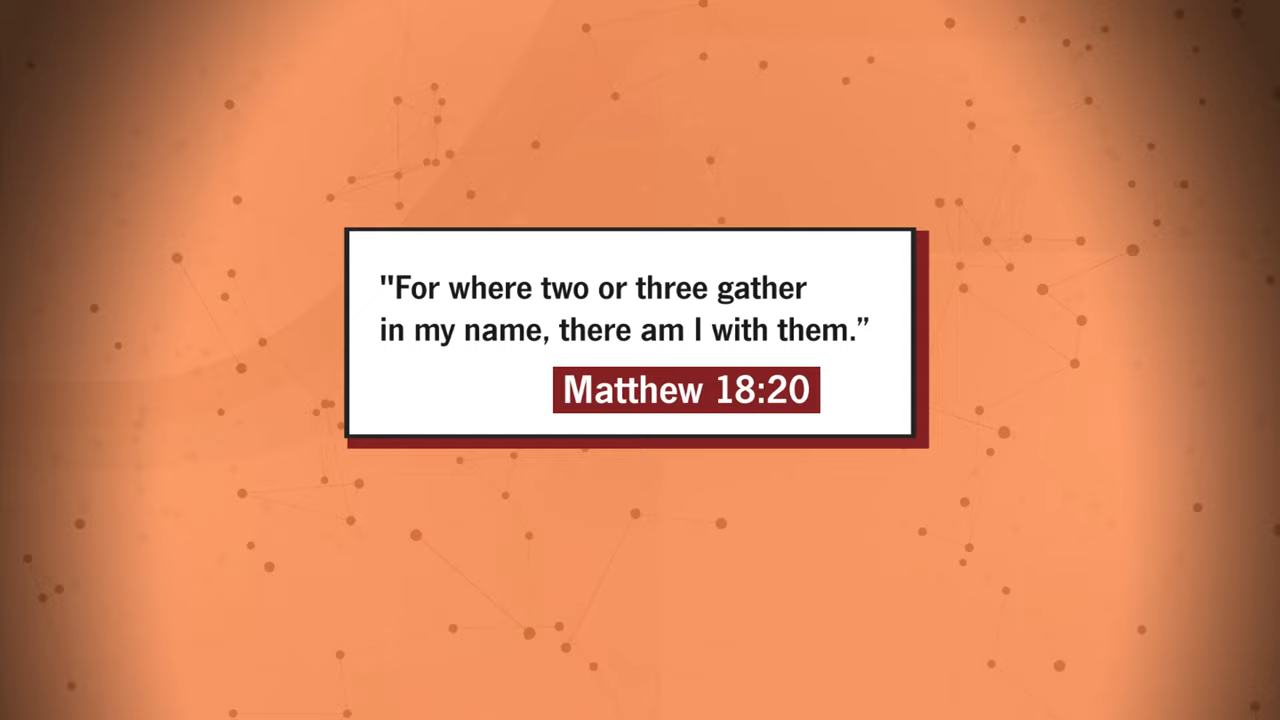 "For where two or three gather
in my name, there am I with them.”
Matthew 18:20